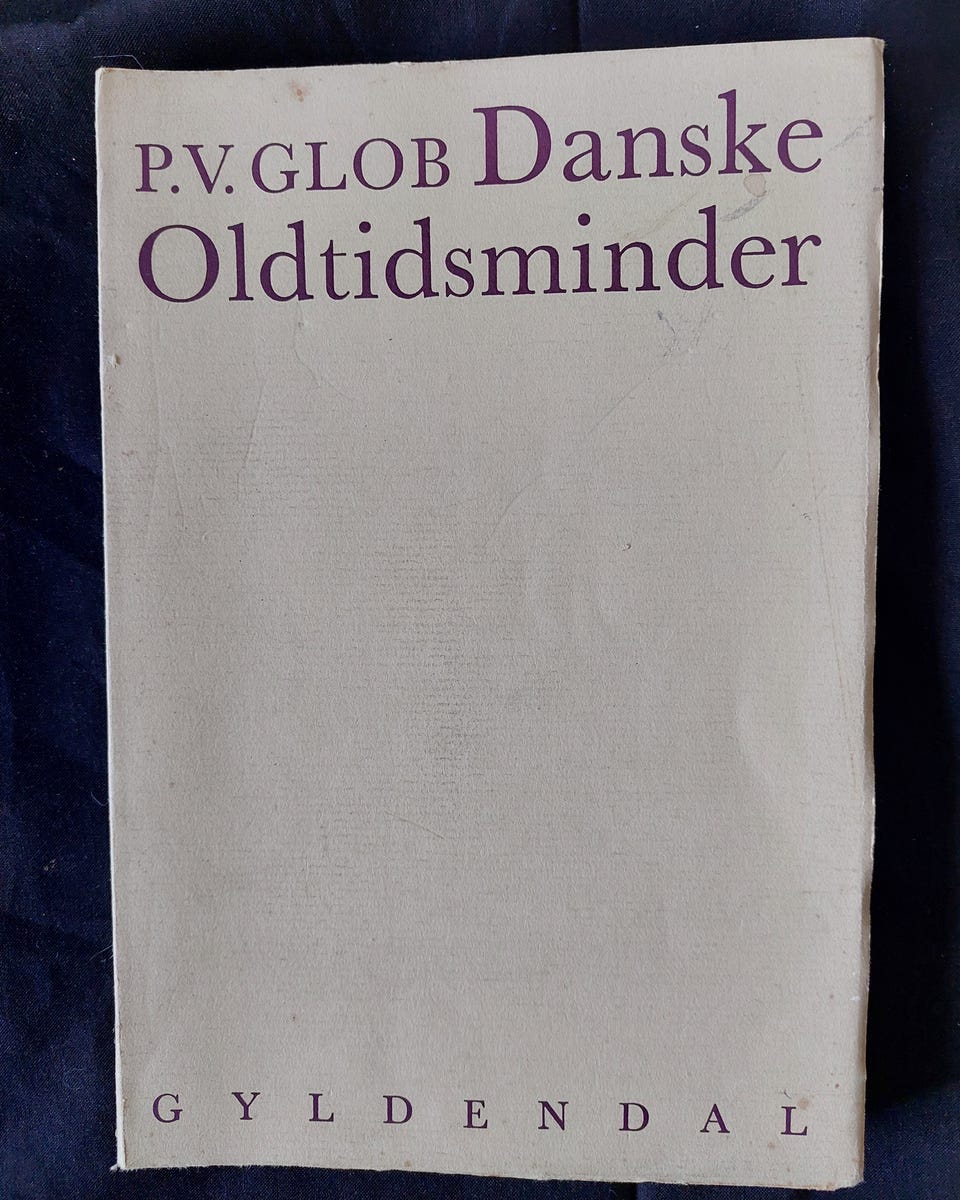 P.V. GLOB Danske
Oldtidsminder
GYLDENDAL